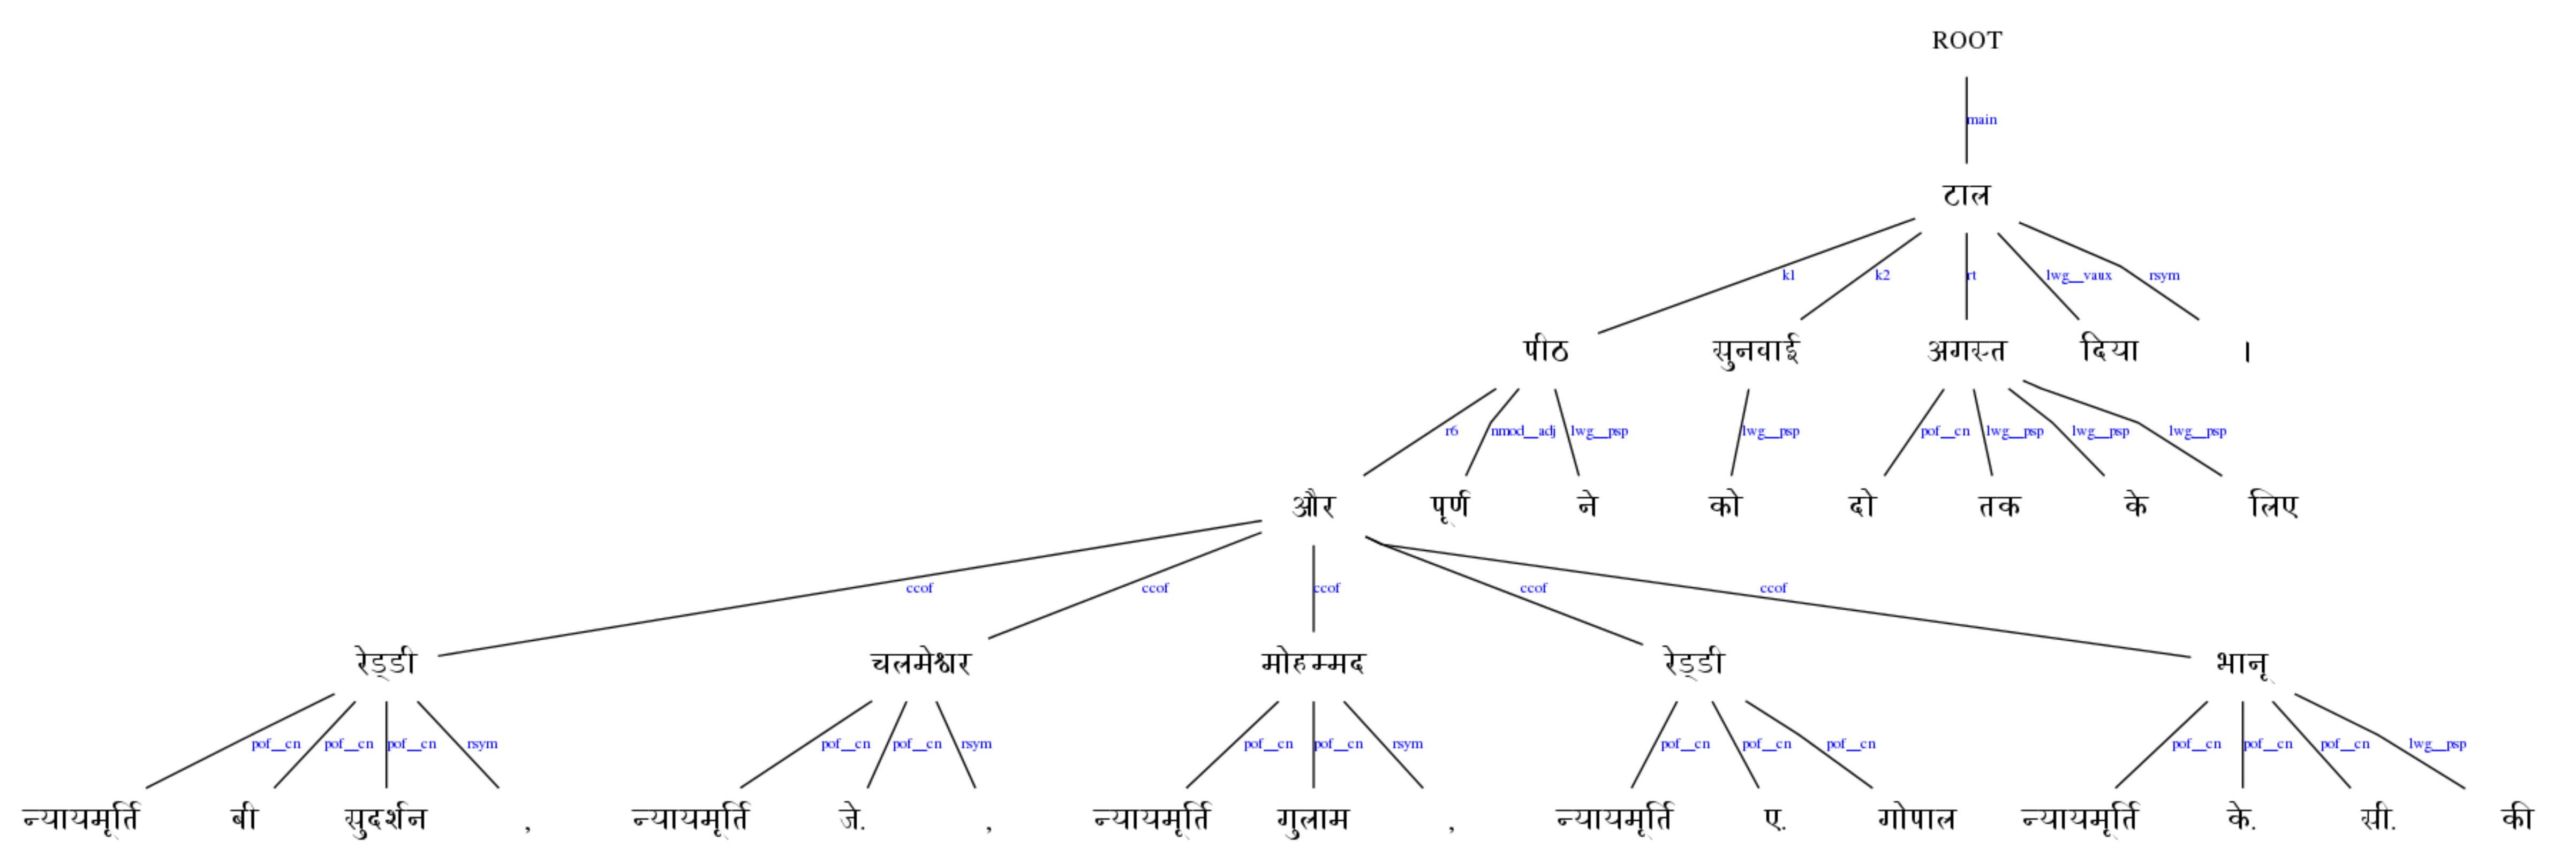 ROOT
main
टाल
k1 k2 rt lwg__vaux rsym
पीठ सुनवाई अगस्त दिया ।
r6 nmod__adj lwg__psp lwg__psp pof__cn lwg__psp lwg__psp lwg__psp
और पूर्ण ने को दो तक के लिए
ccof ccof ccof ccof ccof
रेड्डी चलमेश्वर मोहम्मद रेड्डी भानू
pof__cn pof__cn pof__cn rsym pof__cn pof__cn rsym pof__cn pof__cn rsym pof__cn pof__cn pof__cn pof__cn pof__cn pof__cn lwg__psp
न्यायमूर्ति बी सुदर्शन , न्यायमूर्ति जे. , न्यायमूर्ति गुलाम , न्यायमूर्ति ए. गोपाल न्यायमूर्ति के. सी. की